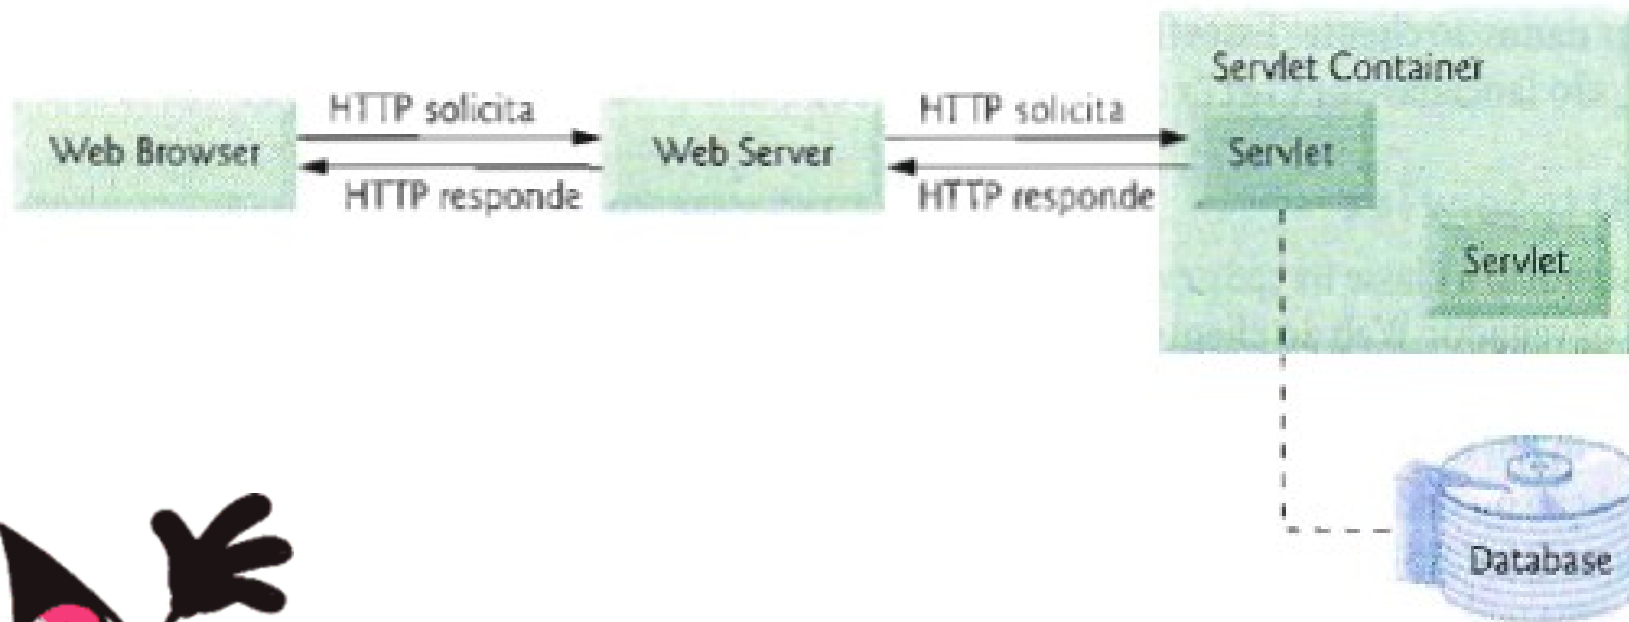 Servlet Container
HTTP solicita
HTTP solicita
Web Browser
Web Server
Servlet
HTTP responde
HTTP responde
Servlet
Database